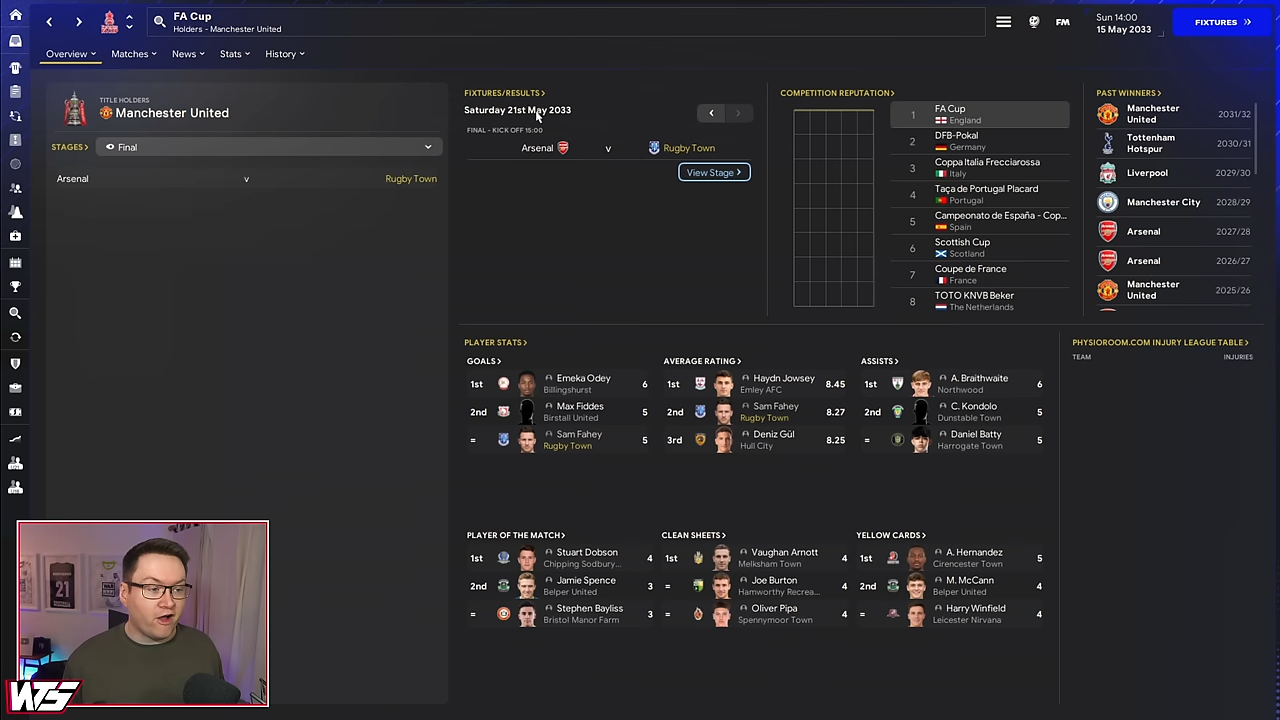 FA Cup
Holders - Manchester United
FM
Sun 14:00
15 May 2033
FIXTURES
Overview
Matches
News
Stats
History
TITLE HOLDERS
Manchester United
STAGES
Final
Arsenal v Rugby Town
FIXTURES/RESULTS
Saturday 21st May 2033
FINAL - KICK OFF 15:00
Arsenal v Rugby Town
View Stage
COMPETITION REPUTATION
1 FA Cup
England
2 DFB-Pokal
Germany
3 Coppa Italia Frecciarossa
Italy
4 Taça de Portugal Placard
Portugal
5 Campeonato de España - Cop...
Spain
6 Scottish Cup
Scotland
7 Coupe de France
France
8 TOTO KNVB Beker
The Netherlands
PAST WINNERS
Manchester United 2031/32
Tottenham Hotspur 2030/31
Liverpool 2029/30
Manchester City 2028/29
Arsenal 2027/28
Arsenal 2026/27
Manchester United 2025/26
PLAYER STATS
GOALS
1st Emeka Odey 6
Billingshurst
2nd Max Fiddes 5
Birstall United
= Sam Fahey 5
Rugby Town
AVERAGE RATING
1st Haydn Jowsey 8.45
Emley AFC
2nd Sam Fahey 8.27
Rugby Town
3rd Deniz Gül 8.25
Hull City
ASSISTS
1st A. Braithwaite 6
Northwood
2nd C. Kondolo 5
Dunstable Town
= Daniel Batty 5
Harrogate Town
PLAYER OF THE MATCH
1st Stuart Dobson 4
Chipping Sodbury...
2nd Jamie Spence 3
Belper United
= Stephen Bayliss 3
Bristol Manor Farm
CLEAN SHEETS
1st Vaughan Arnott 4
Melksham Town
= Joe Burton 4
Hamworthy Recrea...
= Oliver Pipa 4
Spennymoor Town
YELLOW CARDS
1st A. Hernandez 5
Cirencester Town
2nd M. McCann 4
Belper United
= Harry Winfield 4
Leicester Nirvana
PHYSIOROOM.COM INJURY LEAGUE TABLE
TEAM INJURIES
21
WTS